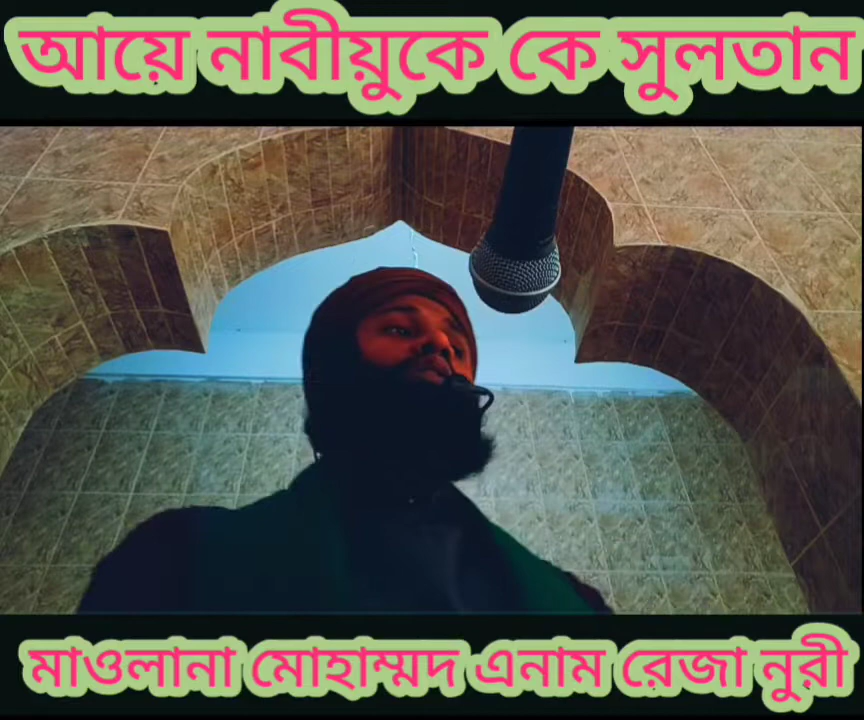 আয়ে নাবীয়ুকে কে সুলতান
মাওলানা মোহাম্মদ এনাম রেজা নুরী